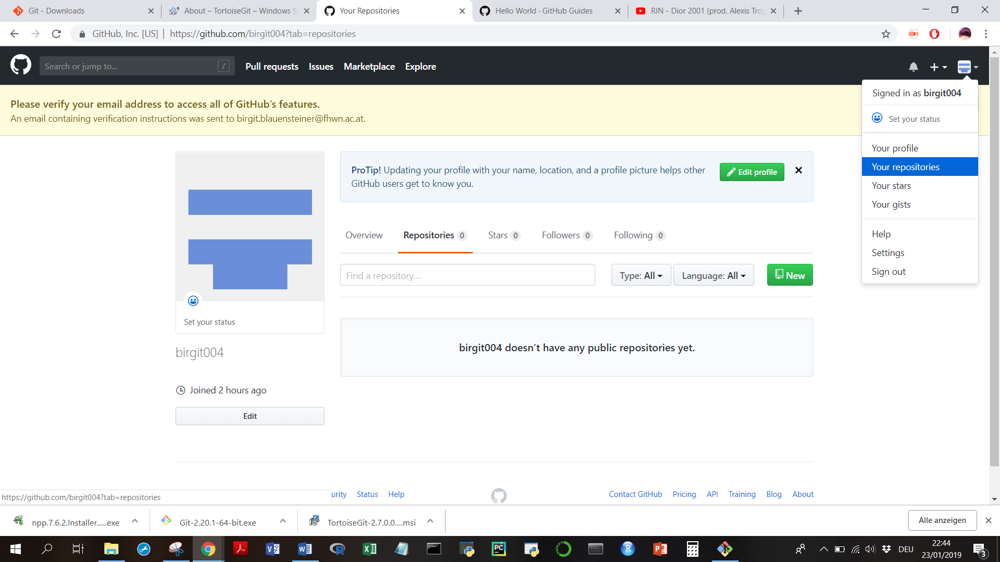 Git - Downloads
About – TortoiseGit – Windows S
Your Repositories
Hello World · GitHub Guides
RIN - Dior 2001 (prod. Alexis Troy
GitHub, Inc. [US] | https://github.com/birgit004?tab=repositories
Search or jump to... /
Pull requests Issues Marketplace Explore
Signed in as birgit004
Set your status
Your profile
Your repositories
Your stars
Your gists
Help
Settings
Sign out
Please verify your email address to access all of GitHub’s features.
An email containing verification instructions was sent to birgit.blauensteiner@fhwn.ac.at.
ProTip! Updating your profile with your name, location, and a profile picture helps other
GitHub users get to know you.
Edit profile
Overview Repositories 0 Stars 0 Followers 0 Following 0
Find a repository... Type: All Language: All New
birgit004 doesn’t have any public repositories yet.
Set your status
birgit004
Joined 2 hours ago
Edit
urity Status Help
Contact GitHub Pricing API Training Blog About
https://github.com/birgit004?tab=repositories
npp.7.6.2.Installer.....exe
Git-2.20.1-64-bit.exe
TortoiseGit-2.7.0.0....msi
Alle anzeigen
DEU
22:44
23/01/2019
3